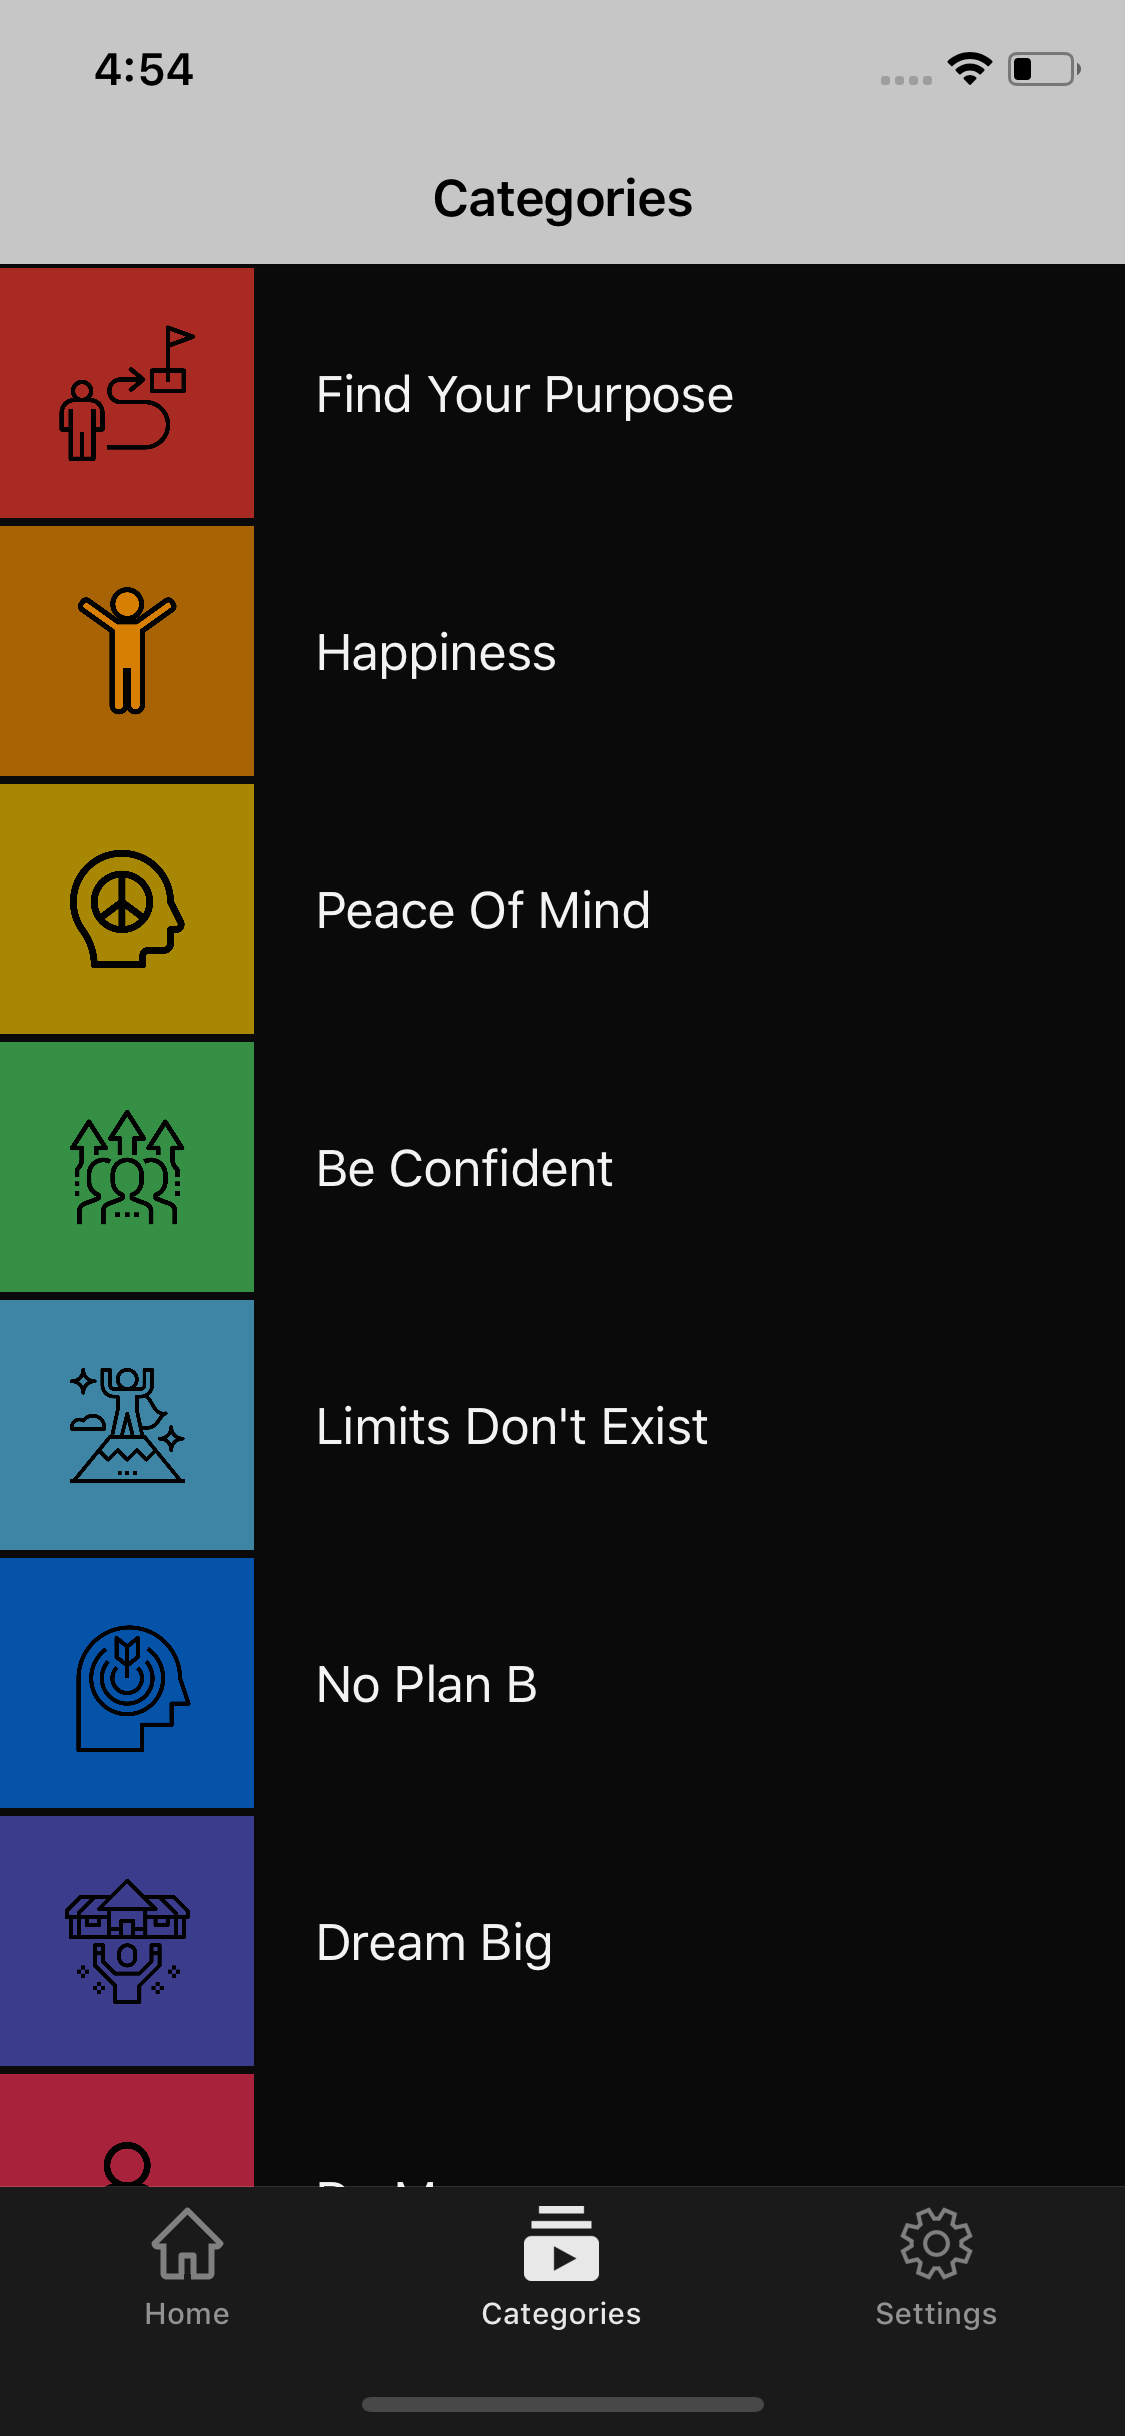 4:54
Categories
Find Your Purpose
Happiness
Peace Of Mind
Be Confident
Limits Don't Exist
No Plan B
Dream Big
Home
Categories
Settings